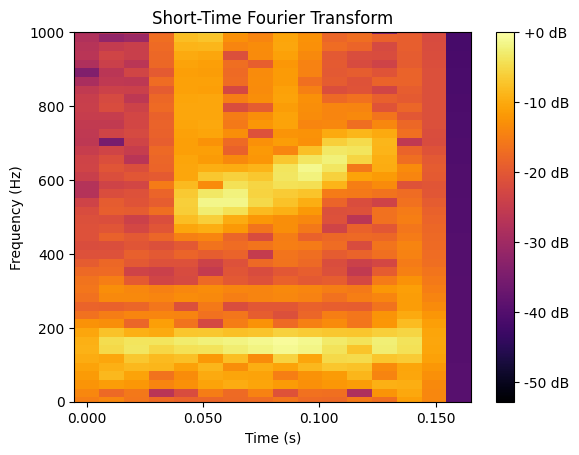 Short-Time Fourier Transform
1000
800
600
400
200
0
Frequency (Hz)
0.000
0.050
0.100
0.150
Time (s)
+0 dB
-10 dB
-20 dB
-30 dB
-40 dB
-50 dB